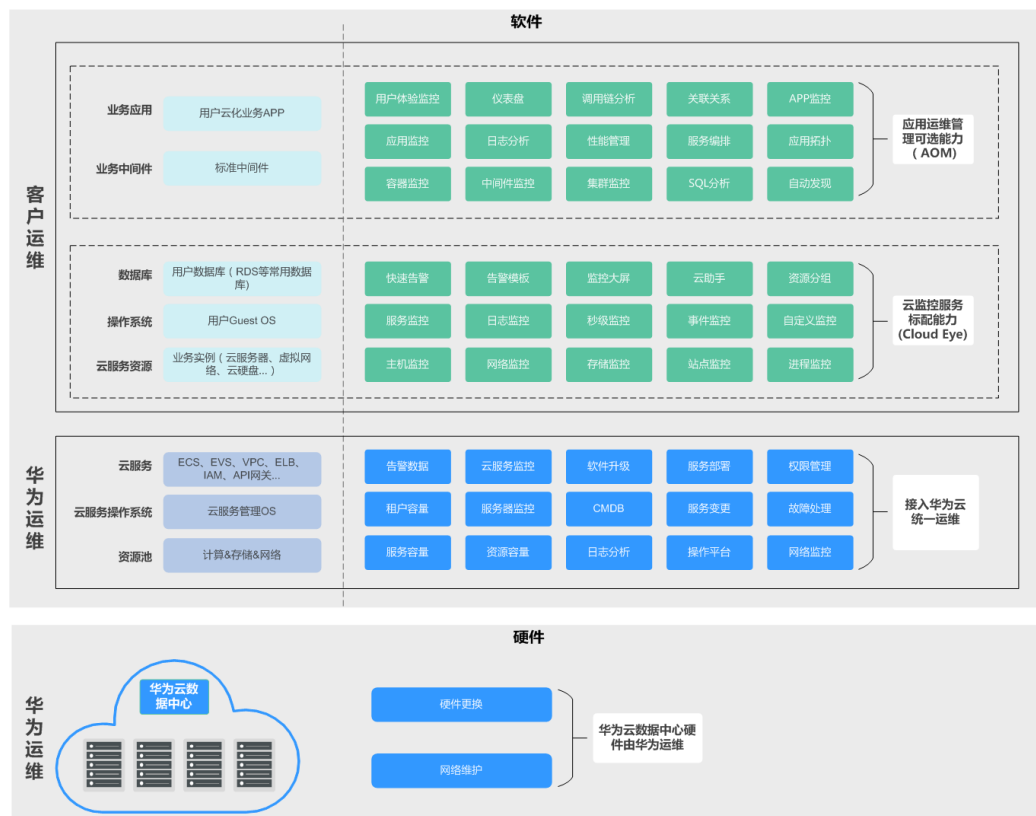 软件
客户运维
业务应用
用户云化业务APP
业务中间件
标准中间件
用户体验监控
仪表盘
调用链分析
关联关系
APP监控
应用监控
日志分析
性能管理
服务编排
应用拓扑
容器监控
中间件监控
集群监控
SQL分析
自动发现
应用运维管
理可选能力
（ AOM)
数据库
用户数据库（ RDS等常用数据
库)
操作系统
用户Guest OS
云服务资源
业务实例（ 云服务器、虚拟网
络、云硬盘... ）
快速告警
告警模板
监控大屏
云助手
资源分组
服务监控
日志监控
秒级监控
事件监控
自定义监控
主机监控
网络监控
存储监控
站点监控
进程监控
云监控服务
标配能力
(Cloud Eye)
华为运维
云服务
ECS、EVS、VPC、ELB、
IAM、API网关...
云服务操作系统
云服务管理OS
资源池
计算&存储&网络
告警数据
云服务监控
软件升级
服务部署
权限管理
租户容量
服务器监控
CMDB
服务变更
故障处理
服务容量
资源容量
日志分析
操作平台
网络监控
接入华为云
统一运维
硬件
华为运维
华为云数
据中心
硬件更换
网络维护
华为云数据中心硬
件由华为运维